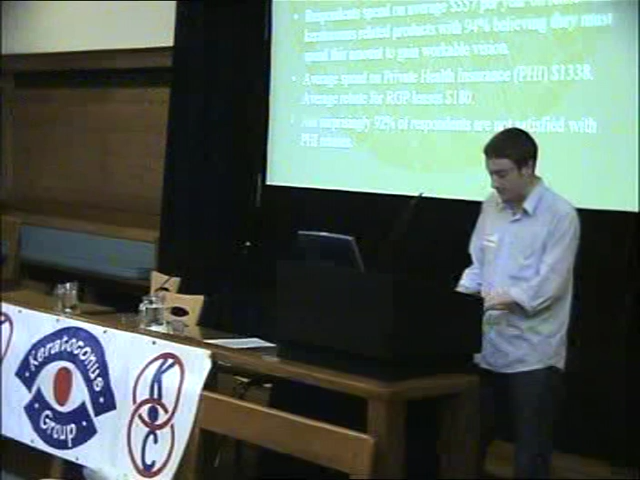 Respondents spend on average $557 per year on
keratoconus related products with 94% believing they must
spend this amount to gain workable vision.
Average spend on Private Health Insurance (PHI) $1338.
Average rebate for RGP lenses $180.
Not surprisingly 92% of respondents are not satisfied with
PHI
Keratoconus
Group
K
C